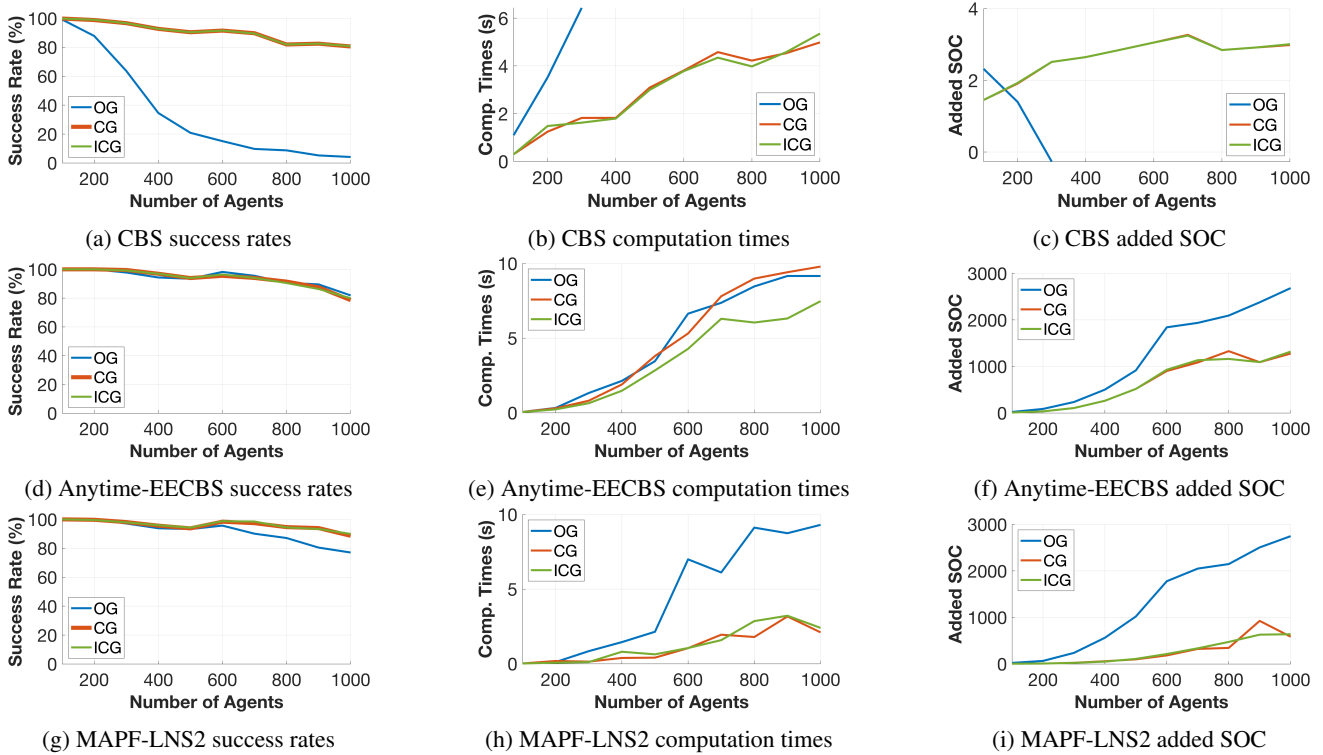 Success Rate (%)
100
80
60
40
20
0
OG
CG
ICG
200 400 600 800 1000
Number of Agents
(a) CBS success rates
Comp. Times (s)
6
4
2
0
OG
CG
ICG
200 400 600 800 1000
Number of Agents
(b) CBS computation times
Added SOC
4
2
0
OG
CG
ICG
200 400 600 800 1000
Number of Agents
(c) CBS added SOC
Success Rate (%)
100
80
60
40
20
0
OG
CG
ICG
200 400 600 800 1000
Number of Agents
(d) Anytime-EECBS success rates
Comp. Times (s)
10
5
0
OG
CG
ICG
200 400 600 800 1000
Number of Agents
(e) Anytime-EECBS computation times
Added SOC
3000
2000
1000
0
OG
CG
ICG
200 400 600 800 1000
Number of Agents
(f) Anytime-EECBS added SOC
Success Rate (%)
100
80
60
40
20
0
OG
CG
ICG
200 400 600 800 1000
Number of Agents
(g) MAPF-LNS2 success rates
Comp. Times (s)
10
5
0
OG
CG
ICG
200 400 600 800 1000
Number of Agents
(h) MAPF-LNS2 computation times
Added SOC
3000
2000
1000
0
OG
CG
ICG
200 400 600 800 1000
Number of Agents
(i) MAPF-LNS2 added SOC